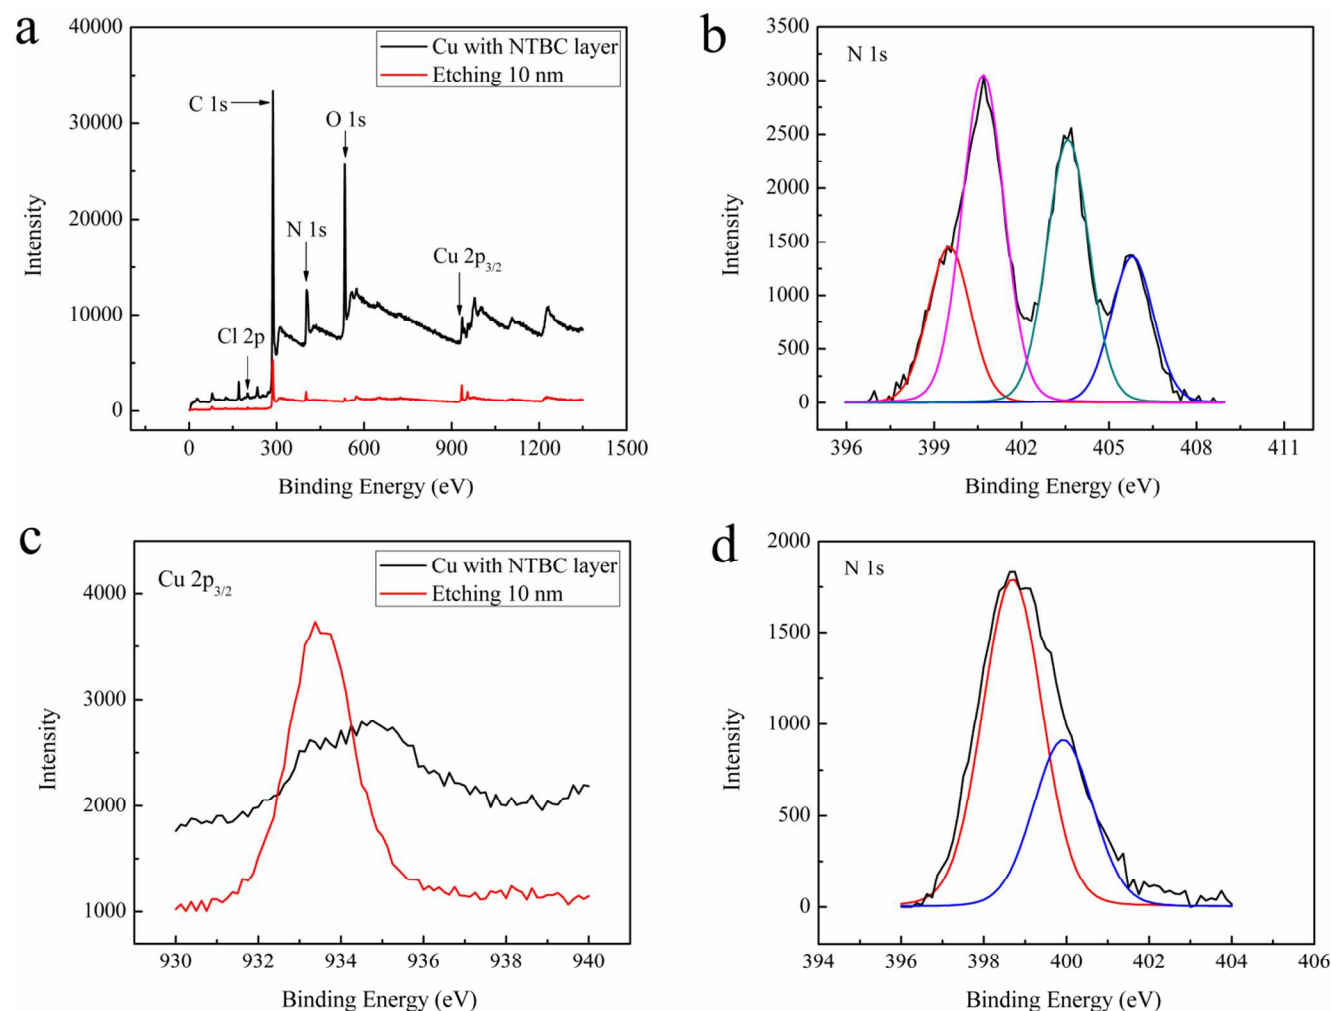 a
40000
30000
20000
10000
0
0 300 600 900 1200 1500
Intensity
Binding Energy (eV)
Cu with NTBC layer
Etching 10 nm
C 1s
O 1s
N 1s
Cu 2p3/2
Cl 2p
b
N 1s
3500
3000
2500
2000
1500
1000
500
0
396 399 402 405 408 411
Intensity
Binding Energy (eV)
c
Cu 2p3/2
Cu with NTBC layer
Etching 10 nm
4000
3000
2000
1000
930 932 934 936 938 940
Intensity
Binding Energy (eV)
d
N 1s
2000
1500
1000
500
0
394 396 398 400 402 404 406
Intensity
Binding Energy (eV)